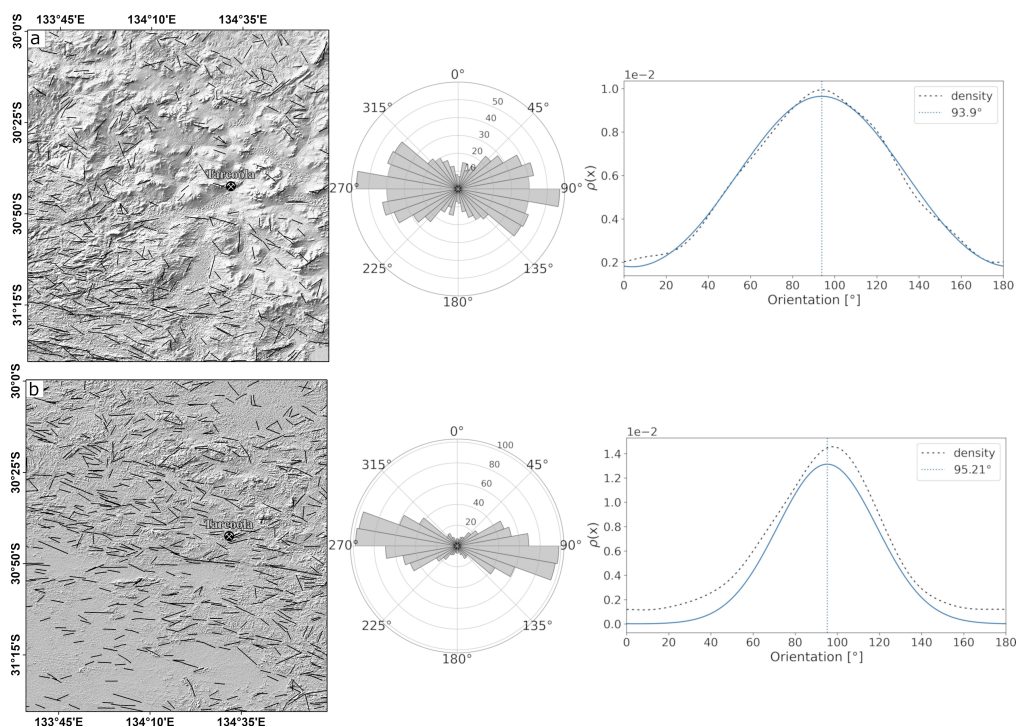 133°45'E 134°10'E 134°35'E
a
30°0'S
30°25'S
30°50'S
31°15'S
Tarcoola
0°
45°
90°
135°
180°
225°
270°
315°
10
20
30
40
50
1e−2
ρ(x)
1.0
0.8
0.6
0.4
0.2
0 20 40 60 80 100 120 140 160 180
Orientation [°]
density
93.9°
b
30°0'S
30°25'S
30°50'S
31°15'S
Tarcoola
133°45'E 134°10'E 134°35'E
0°
45°
90°
135°
180°
225°
270°
315°
20
40
60
80
100
1e−2
ρ(x)
1.4
1.2
1.0
0.8
0.6
0.4
0.2
0.0
0 20 40 60 80 100 120 140 160 180
Orientation [°]
density
95.21°